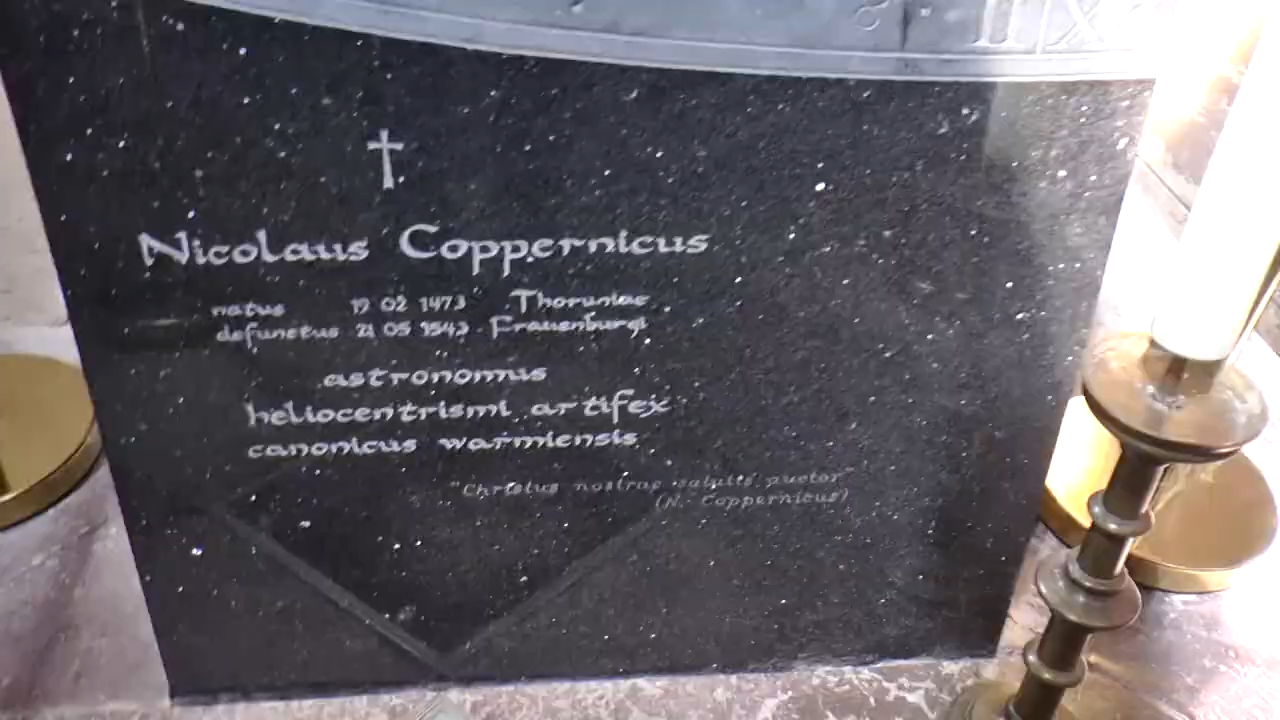 IIIX
Nicolaus Coppernicus
natus 19 02 1473 Thoruniae
defunctus 21 05 1543 Frauenburgi
astronomus
heliocentrismi artifex
canonicus warmiensis
"Christus nostrae salutis auctor"
(N. Coppernicus)